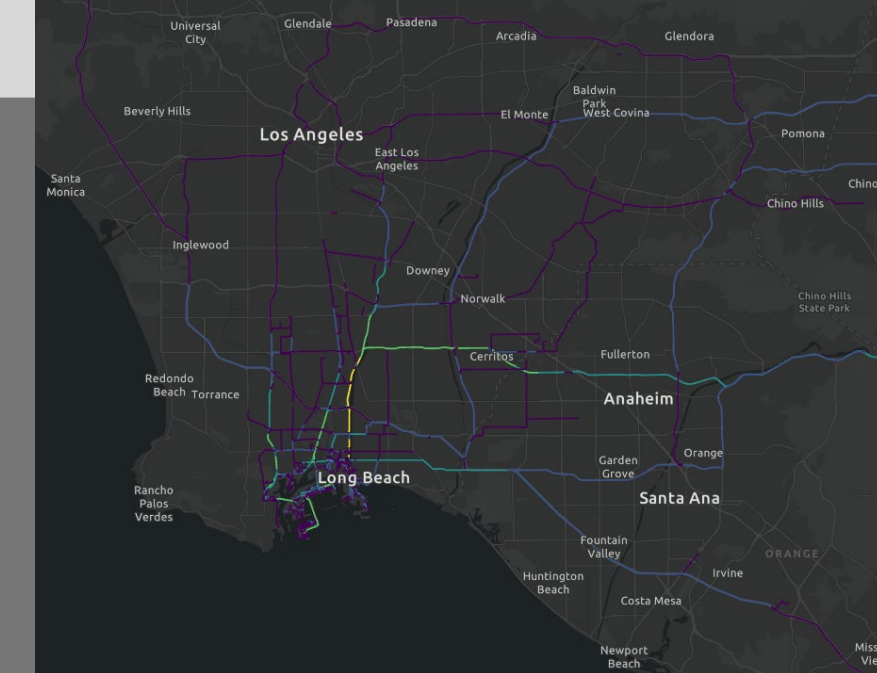 Universal
City
Glendale
Pasadena
Arcadia
Glendora
Beverly Hills
Los Angeles
El Monte
Baldwin
Park
West Covina
Pomona
East Los
Angeles
Santa
Monica
Chino
Chino Hills
Inglewood
Downey
Norwalk
Chino Hills
State Park
Cerritos
Fullerton
Redondo
Beach
Torrance
Anaheim
Orange
Garden
Grove
Long Beach
Santa Ana
Rancho
Palos
Verdes
Fountain
Valley
ORANGE
Huntington
Beach
Irvine
Costa Mesa
Newport
Beach
Miss
Vie